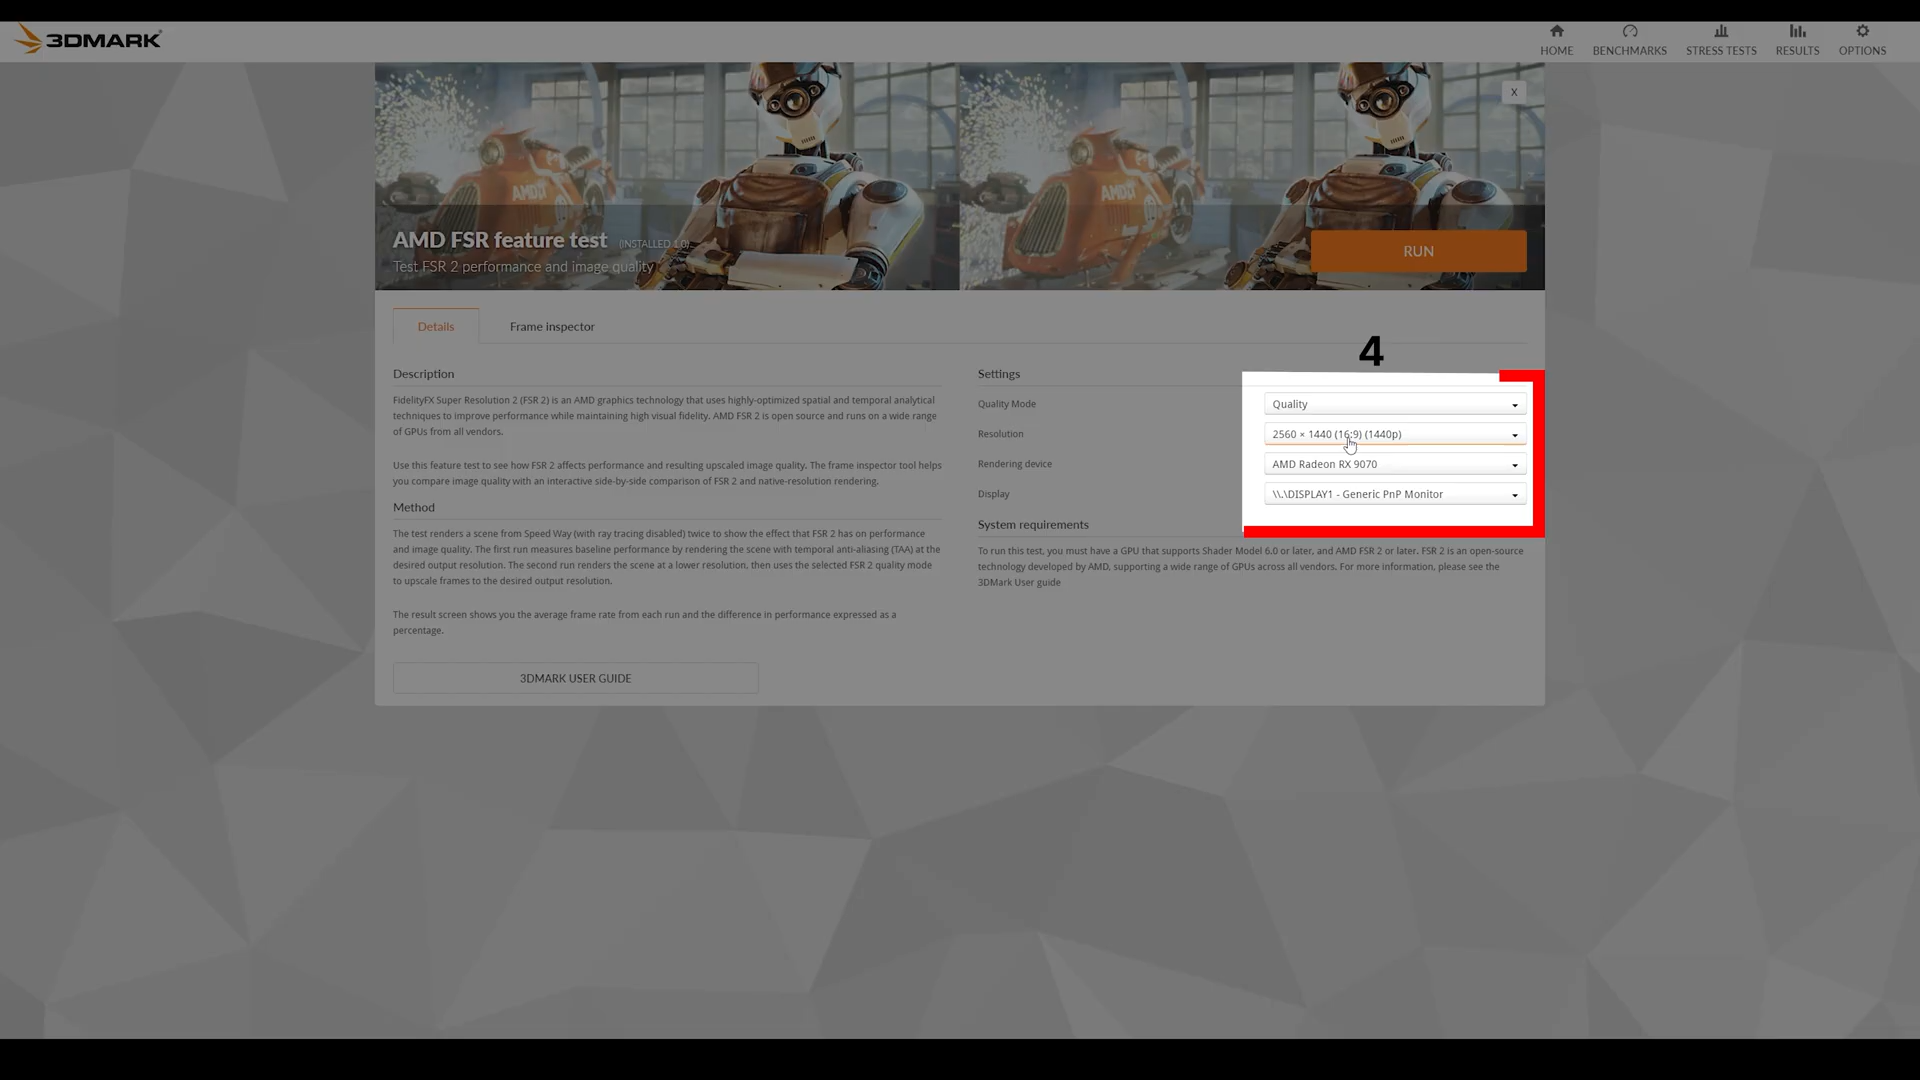 3DMARK
HOME
BENCHMARKS
STRESS TESTS
RESULTS
OPTIONS
X
AMDA
AMDA
AMD FSR feature test (INSTALLED 1.0)
Test FSR 2 performance and image quality
RUN
Details
Frame inspector
4
Description
FidelityFX Super Resolution 2 (FSR 2) is an AMD graphics technology that uses highly-optimized spatial and temporal analytical
techniques to improve performance while maintaining high visual fidelity. AMD FSR 2 is open source and runs on a wide range
of GPUs from all vendors.
Use this feature test to see how FSR 2 affects performance and resulting upscaled image quality. The frame inspector tool helps
you compare image quality with an interactive side-by-side comparison of FSR 2 and native-resolution rendering.
Method
The test renders a scene from Speed Way (with ray tracing disabled) twice to show the effect that FSR 2 has on performance
and image quality. The first run measures baseline performance by rendering the scene with temporal anti-aliasing (TAA) at the
desired output resolution. The second run renders the scene at a lower resolution, then uses the selected FSR 2 quality mode
to upscale frames to the desired output resolution.
The result screen shows you the average frame rate from each run and the difference in performance expressed as a
percentage.
3DMARK USER GUIDE
Settings
Quality Mode
Quality
Resolution
2560 × 1440 (16:9) (1440p)
Rendering device
AMD Radeon RX 9070
Display
\\.\DISPLAY1 - Generic PnP Monitor
System requirements
To run this test, you must have a GPU that supports Shader Model 6.0 or later, and AMD FSR 2 or later. FSR 2 is an open-source
technology developed by AMD, supporting a wide range of GPUs across all vendors. For more information, please see the
3DMark User guide